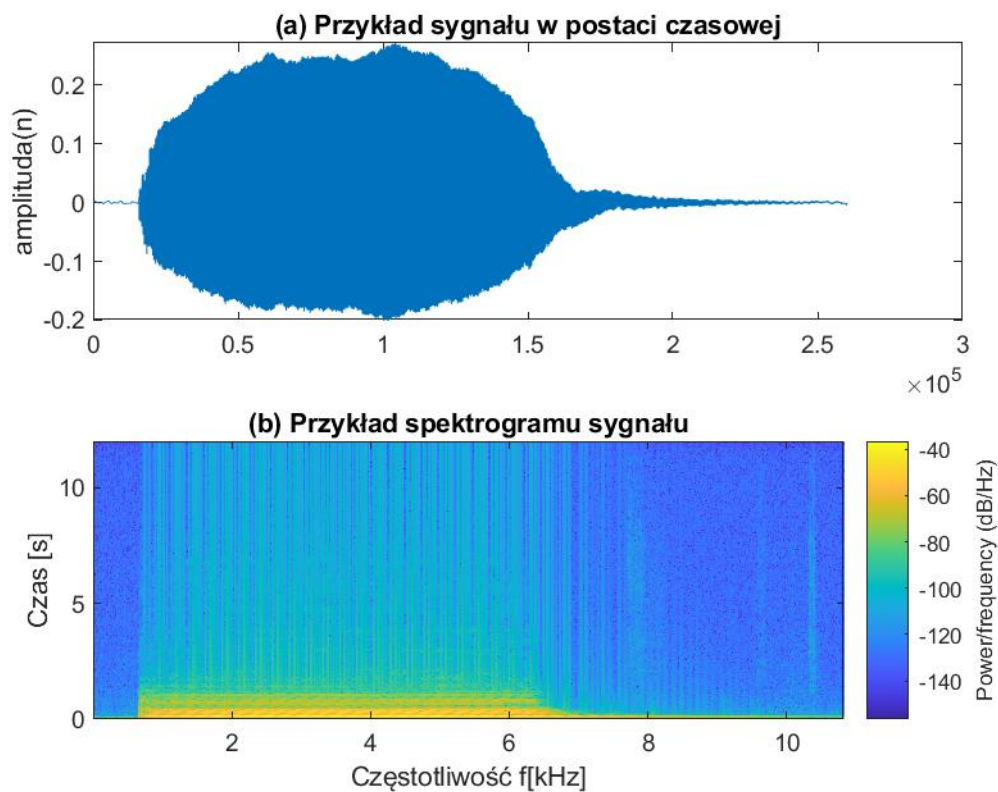 (a) Przykład sygnału w postaci czasowej
amplituda(n)
0.2
0.1
0
-0.1
-0.2
0 0.5 1 1.5 2 2.5 3
×10⁵
(b) Przykład spektrogramu sygnału
Czas [s]
10
5
0
2 4 6 8 10
Częstotliwość f[kHz]
-40
-60
-80
-100
-120
-140
Power/frequency (dB/Hz)